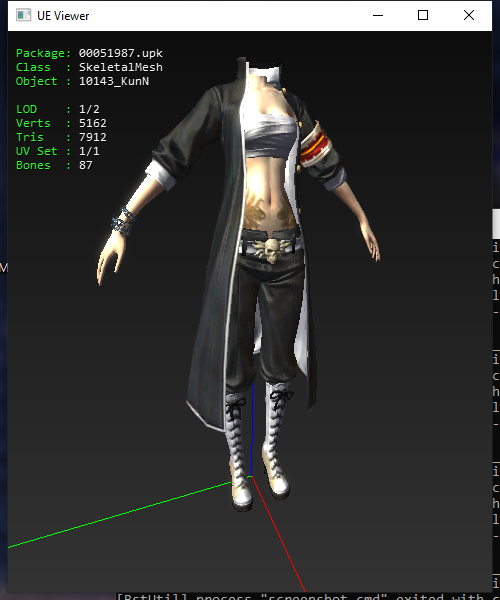 UE Viewer
Package: 00051987.upk
Class : SkeletalMesh
Object : 10143_KunN
LOD : 1/2
Verts : 5162
Tris : 7912
UV Set : 1/1
Bones : 87
M
i
c
h
l
-
i
c
h
l
-
i
c
h
l
-
i
[BstUtil] process "screenshot.cmd" exited with c